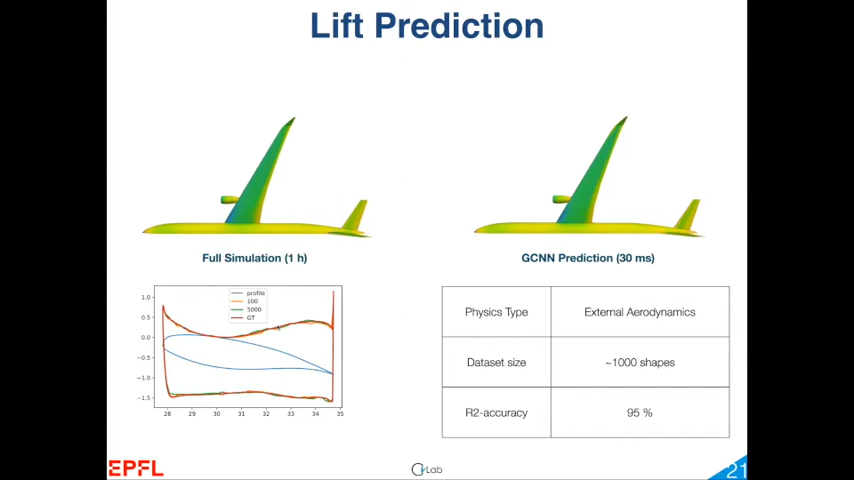 Lift Prediction
Full Simulation (1 h)
GCNN Prediction (30 ms)
profile
100
5000
GT
1.0
0.5
0.0
−0.5
−1.0
−1.5
28 29 30 31 32 33 34 35
Physics Type External Aerodynamics
Dataset size ~1000 shapes
R2-accuracy 95 %
EPFL
CvLab
21